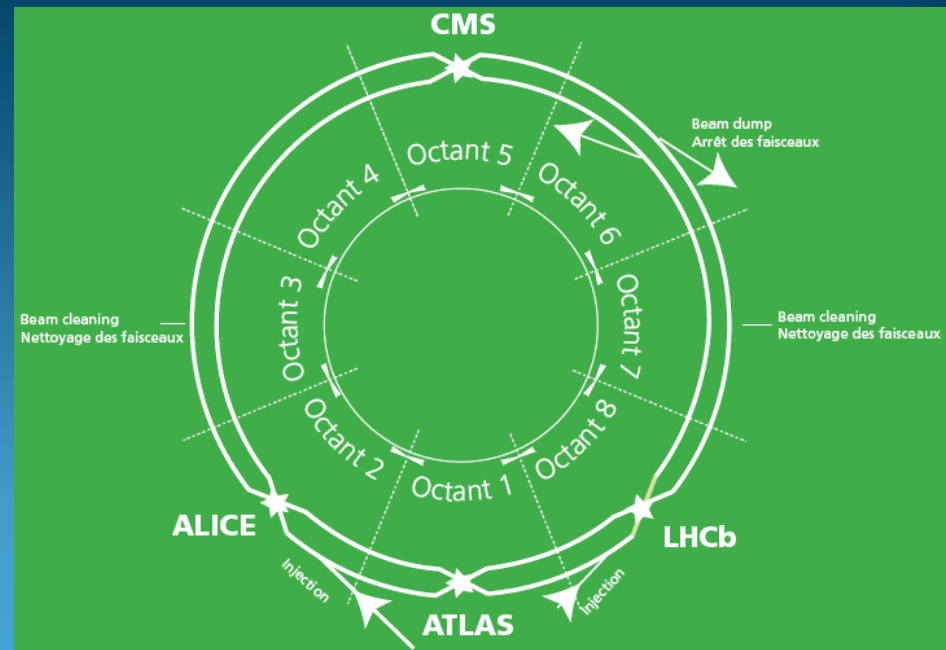 CMS
Beam dump
Arrêt des faisceaux
Octant 5
Octant 4
Octant 6
Octant 3
Octant 7
Beam cleaning
Nettoyage des faisceaux
Beam cleaning
Nettoyage des faisceaux
Octant 2
Octant 8
Octant 1
ALICE
LHCb
Injection
Injection
ATLAS